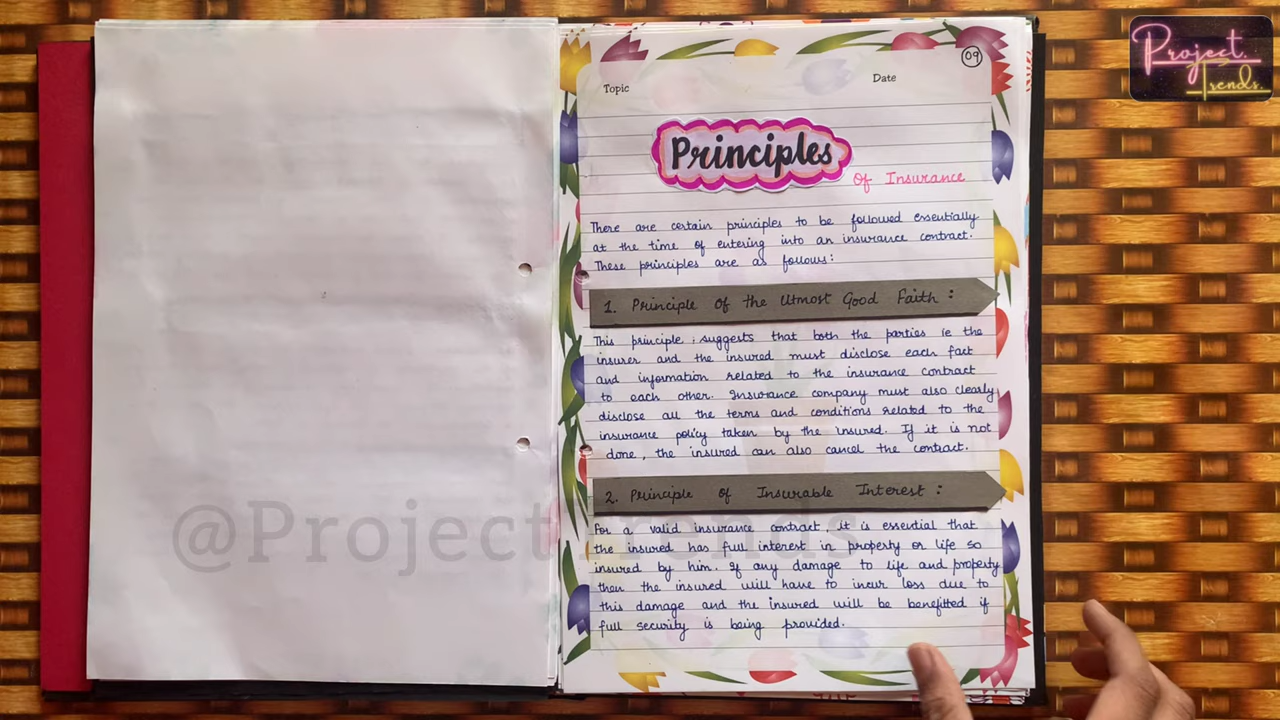 Project
Trends.
09
Topic
Date
Principles
Of Insurance
There are certain principles to be followed essentially
at the time of entering into an insurance contract.
These principles are as follows:
1. Principle Of the Utmost Good Faith :
This principle suggests that both the parties ie the
insurer and the insured must disclose each fact
and information related to the insurance contract
to each other. Insurance company must also clearly
disclose all the terms and conditions related to the
insurance policy taken by the insured. If it is not
done, the insured can also cancel the contract.
2. Principle Of Insurable Interest :
For a valid insurance contract, it is essential that
the insured has full interest in property or life so
insured by him. If any damage to life and property
then the insured will have to incur loss due to
this damage and the insured will be benefitted if
full security is being provided.
@Project Trends